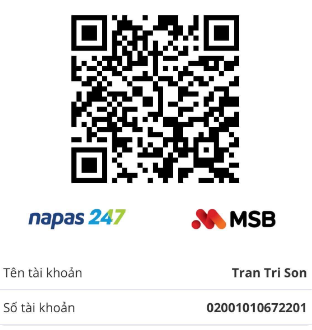 napas 247
MSB
Tên tài khoản Tran Tri Son
Số tài khoản 02001010672201